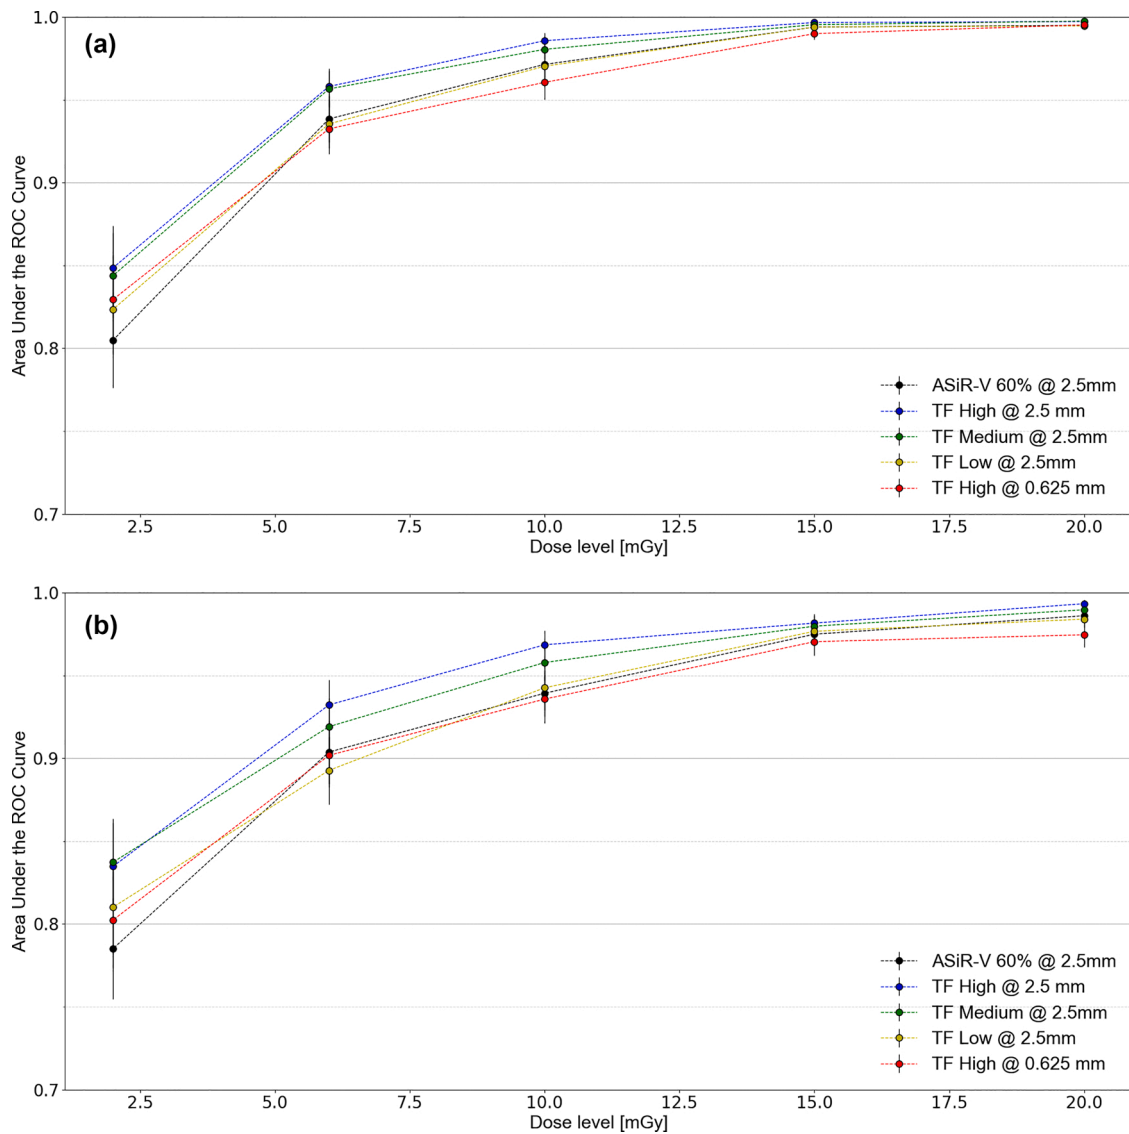 (a)
Area Under the ROC Curve
1.0
0.9
0.8
0.7
ASiR-V 60% @ 2.5mm
TF High @ 2.5 mm
TF Medium @ 2.5mm
TF Low @ 2.5mm
TF High @ 0.625 mm
2.5 5.0 7.5 10.0 12.5 15.0 17.5 20.0
Dose level [mGy]
(b)
Area Under the ROC Curve
1.0
0.9
0.8
0.7
ASiR-V 60% @ 2.5mm
TF High @ 2.5 mm
TF Medium @ 2.5mm
TF Low @ 2.5mm
TF High @ 0.625 mm
2.5 5.0 7.5 10.0 12.5 15.0 17.5 20.0
Dose level [mGy]